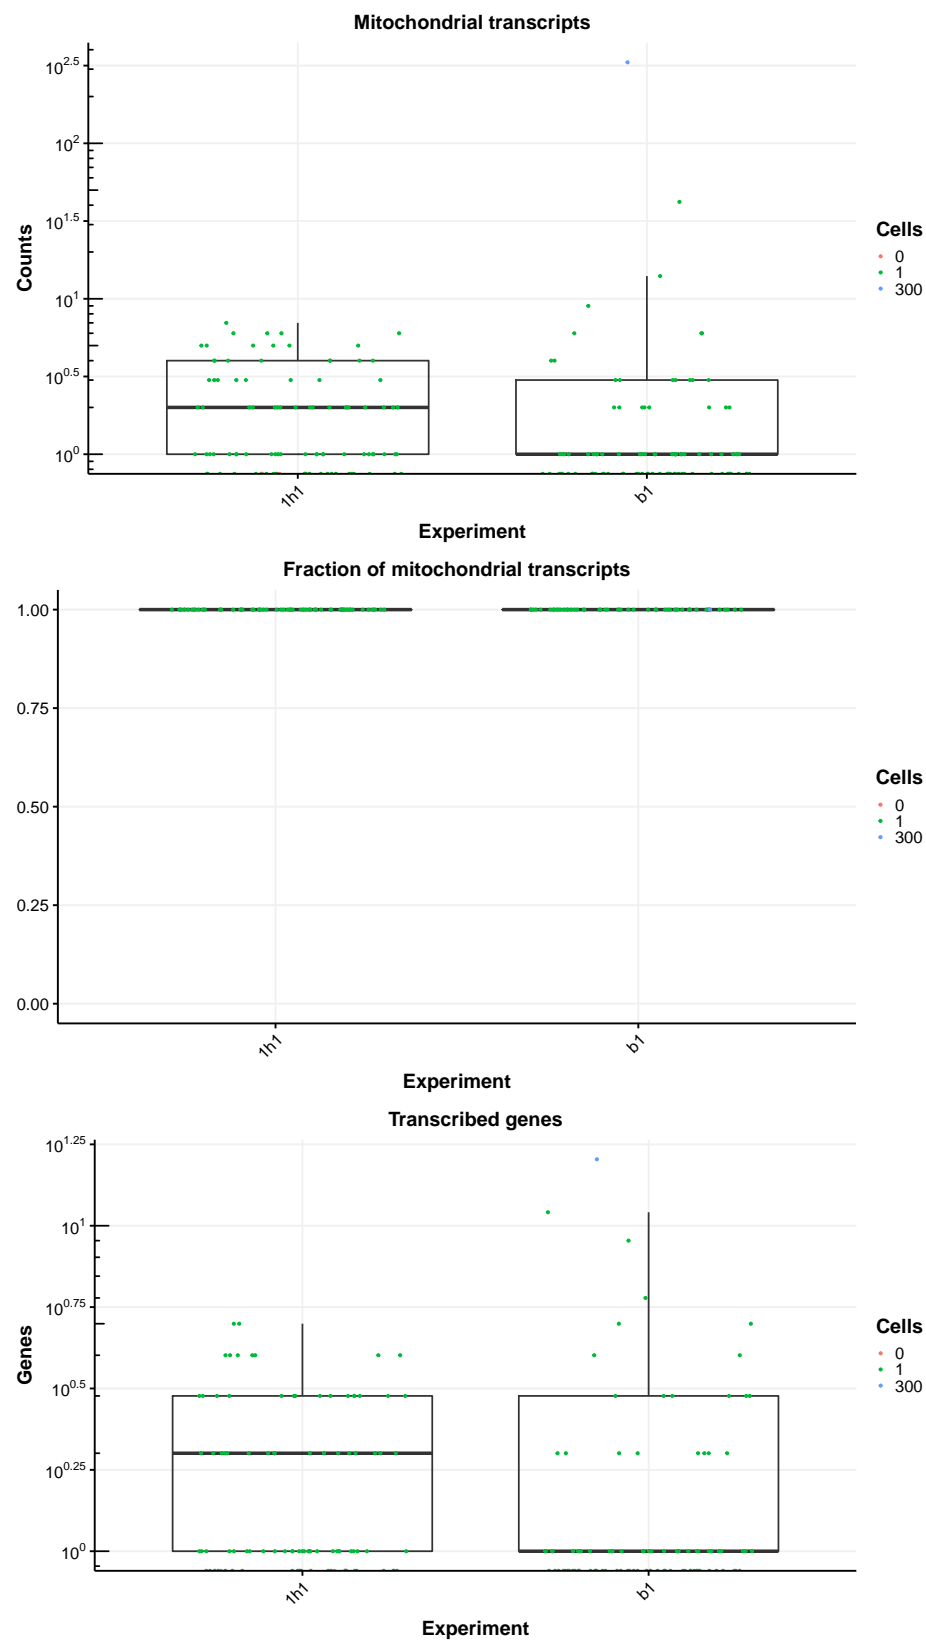 Mitochondrial transcripts
Counts
10^2.5
10^2
10^1.5
10^1
10^0.5
10^0
1h1
b1
Experiment
Cells
0
1
300
Fraction of mitochondrial transcripts
1.00
0.75
0.50
0.25
0.00
1h1
b1
Experiment
Cells
0
1
300
Transcribed genes
Genes
10^1.25
10^1
10^0.75
10^0.5
10^0.25
10^0
1h1
b1
Experiment
Cells
0
1
300